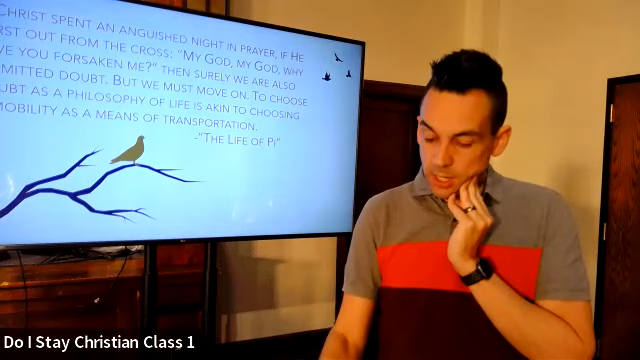 CHRIST SPENT AN ANGUISHED NIGHT IN PRAYER, IF HE
RST OUT FROM THE CROSS: "MY GOD, MY GOD, WHY
VE YOU FORSAKEN ME?" THEN SURELY WE ARE ALSO
MITTED DOUBT. BUT WE MUST MOVE ON. TO CHOOSE
UBT AS A PHILOSOPHY OF LIFE IS AKIN TO CHOOSING
MOBILITY AS A MEANS OF TRANSPORTATION.
-"THE LIFE OF PI"
Do I Stay Christian Class 1